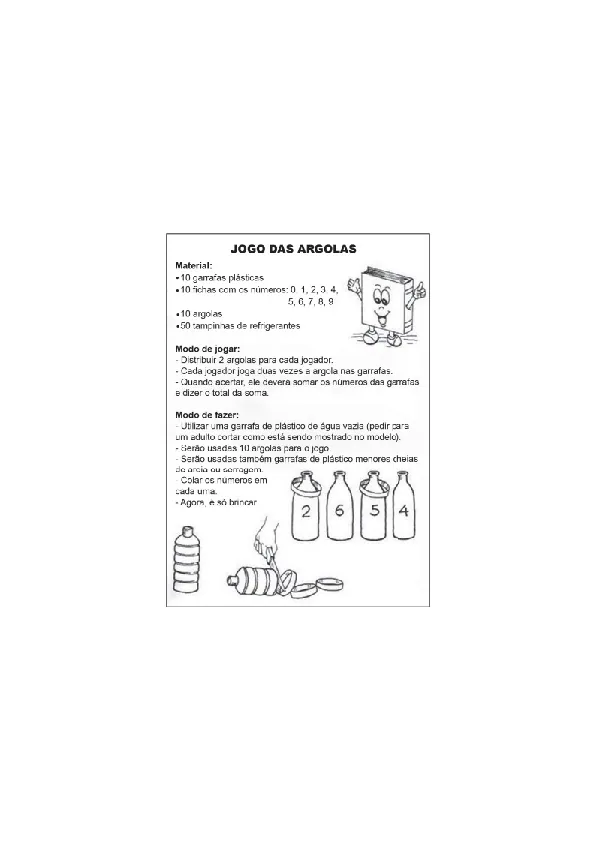 JOGO DAS ARGOLAS
Material:
•10 garrafas plásticas
•10 fichas com os números: 0, 1, 2, 3, 4,
5, 6, 7, 8, 9
•10 argolas
•50 tampinhas de refrigerantes
Modo de jogar:
- Distribuir 2 argolas para cada jogador.
- Cada jogador joga duas vezes a argola nas garrafas.
- Quando acertar, ele devera somar os números das garrafas
e dizer o total da soma.
Modo de fazer:
- Utilizar uma garrafa de plástico de água vazia (pedir para
um adulto cortar como está sendo mostrado no modelo).
- Serão usadas 10 argolas para o jogo
- Serão usadas também garrafas de plástico menores cheias
de areia ou serragem.
- Colar os números em
cada uma.
- Agora, é só brincar
2 6 5 4